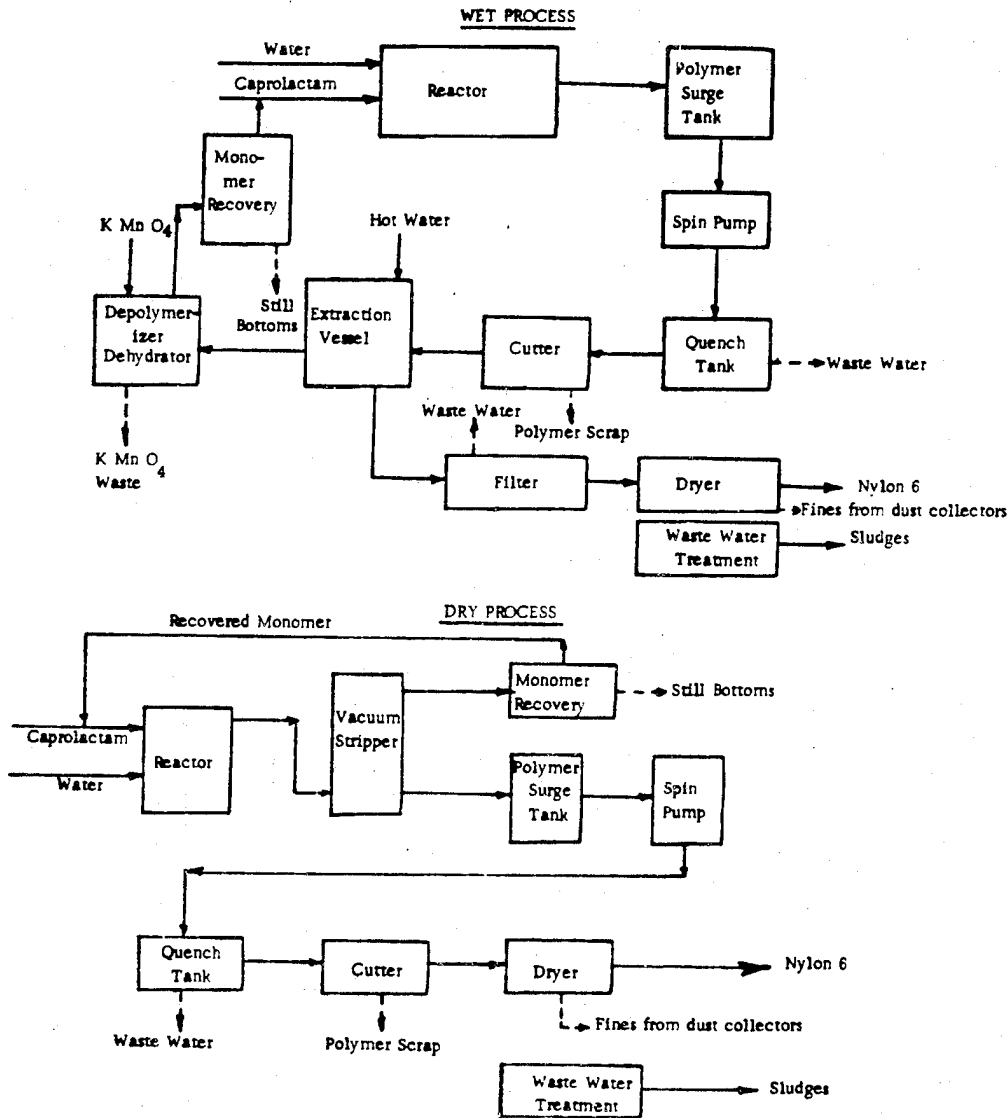 WET PROCESS
Water
Caprolactam
Reactor
Polymer
Surge
Tank
Mono-
mer
Recovery
Spin Pump
K Mn O4
Hot Water
Still
Bottoms
Depolymer-
izer
Dehydrator
Extraction
Vessel
Cutter
Quench
Tank
Waste Water
Waste Water
Polymer Scrap
K Mn O4
Waste
Filter
Dryer
Nylon 6
Fines from dust collectors
Waste Water
Treatment
Sludges
DRY PROCESS
Recovered Monomer
Monomer
Recovery
Still Bottoms
Caprolactam
Water
Reactor
Vacuum
Stripper
Polymer
Surge
Tank
Spin
Pump
Quench
Tank
Cutter
Dryer
Nylon 6
Waste Water
Polymer Scrap
Fines from dust collectors
Waste Water
Treatment
Sludges